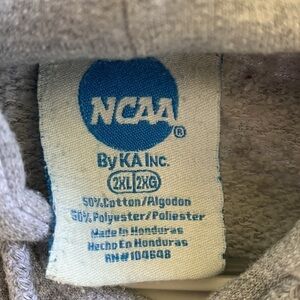 NCAA
®
By KA Inc.
2XL 2XG
50% Cotton/Algodon
50% Polyester/Poliester
Made In Honduras
Hecho En Honduras
RN#104648